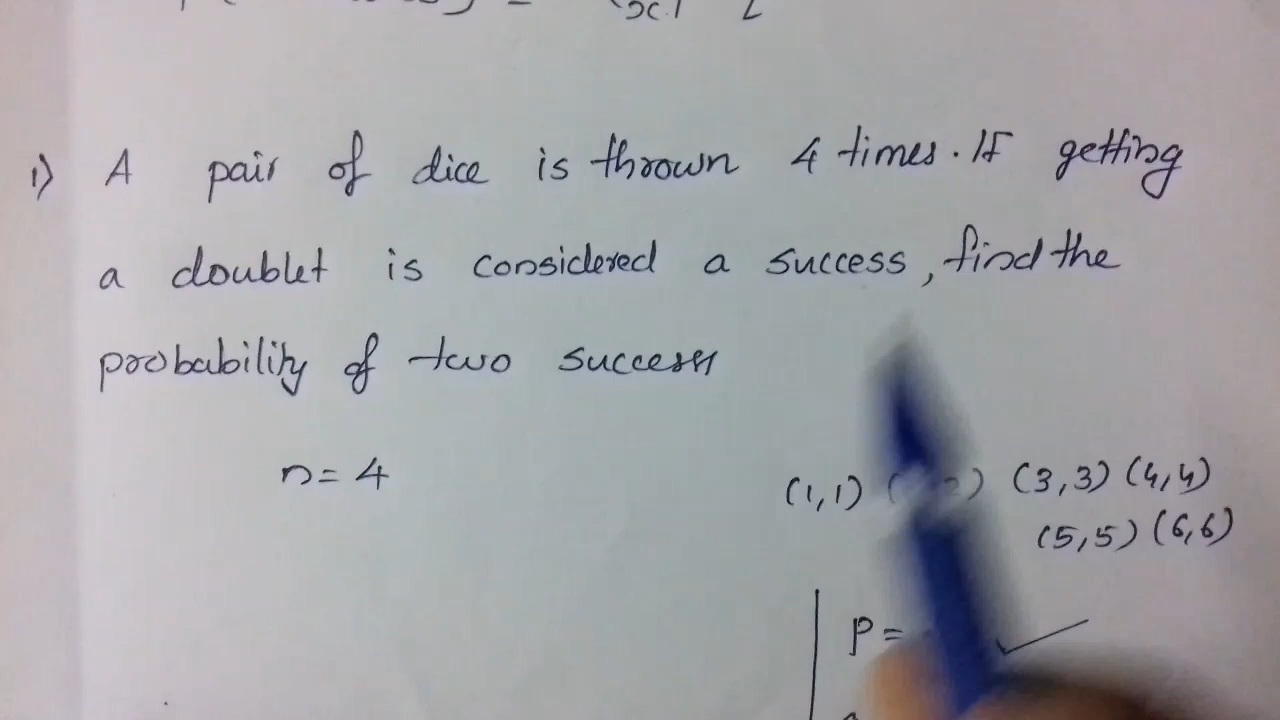 1) A pair of dice is thrown 4 times. If getting
a doublet is considered a success, find the
probability of two success
n = 4
(1,1) (3,3) (4,4)
(5,5) (6,6)
P =